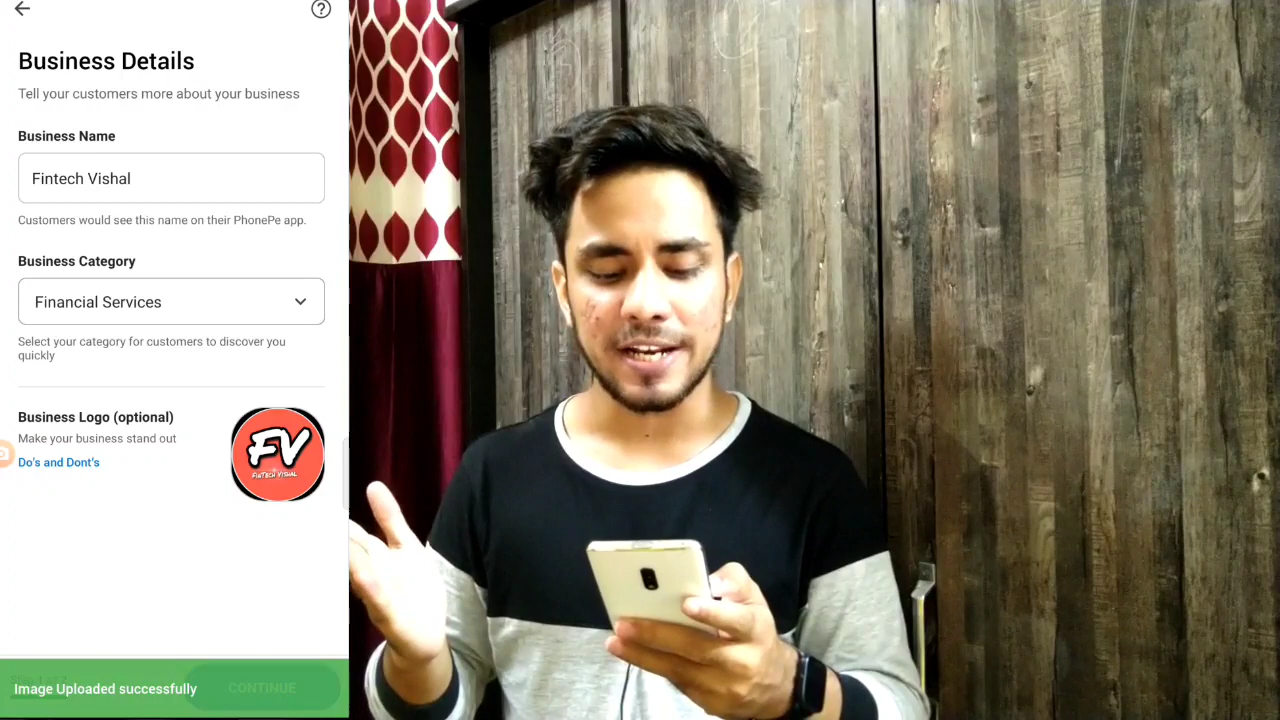 Business Details
Tell your customers more about your business
Business Name
Fintech Vishal
Customers would see this name on their PhonePe app.
Business Category
Financial Services
Select your category for customers to discover you
quickly
Business Logo (optional)
Make your business stand out
Do's and Dont's
FV
FINTECH VISHAL
Image Uploaded successfully
CONTINUE